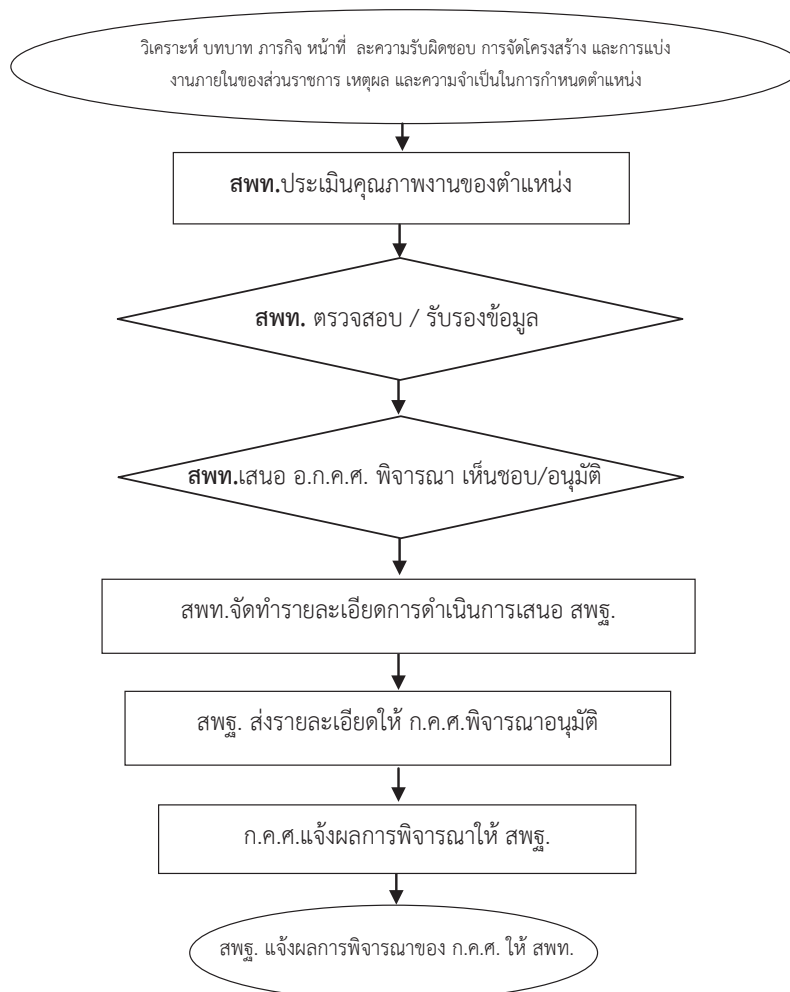 วิเคราะห์ บทบาท ภารกิจ หน้าที่  ละความรับผิดชอบ การจัดโครงสร้าง และการแบ่ง
งานภายในของส่วนราชการ เหตุผล และความจำเป็นในการกำหนดตำแหน่ง
สพท.ประเมินคุณภาพงานของตำแหน่ง
สพท. ตรวจสอบ / รับรองข้อมูล
สพท.เสนอ อ.ก.ค.ศ. พิจารณา เห็นชอบ/อนุมัติ
สพท.จัดทำรายละเอียดการดำเนินการเสนอ สพฐ.
สพฐ. ส่งรายละเอียดให้ ก.ค.ศ.พิจารณาอนุมัติ
ก.ค.ศ.แจ้งผลการพิจารณาให้ สพฐ.
สพฐ. แจ้งผลการพิจารณาของ ก.ค.ศ. ให้ สพท.